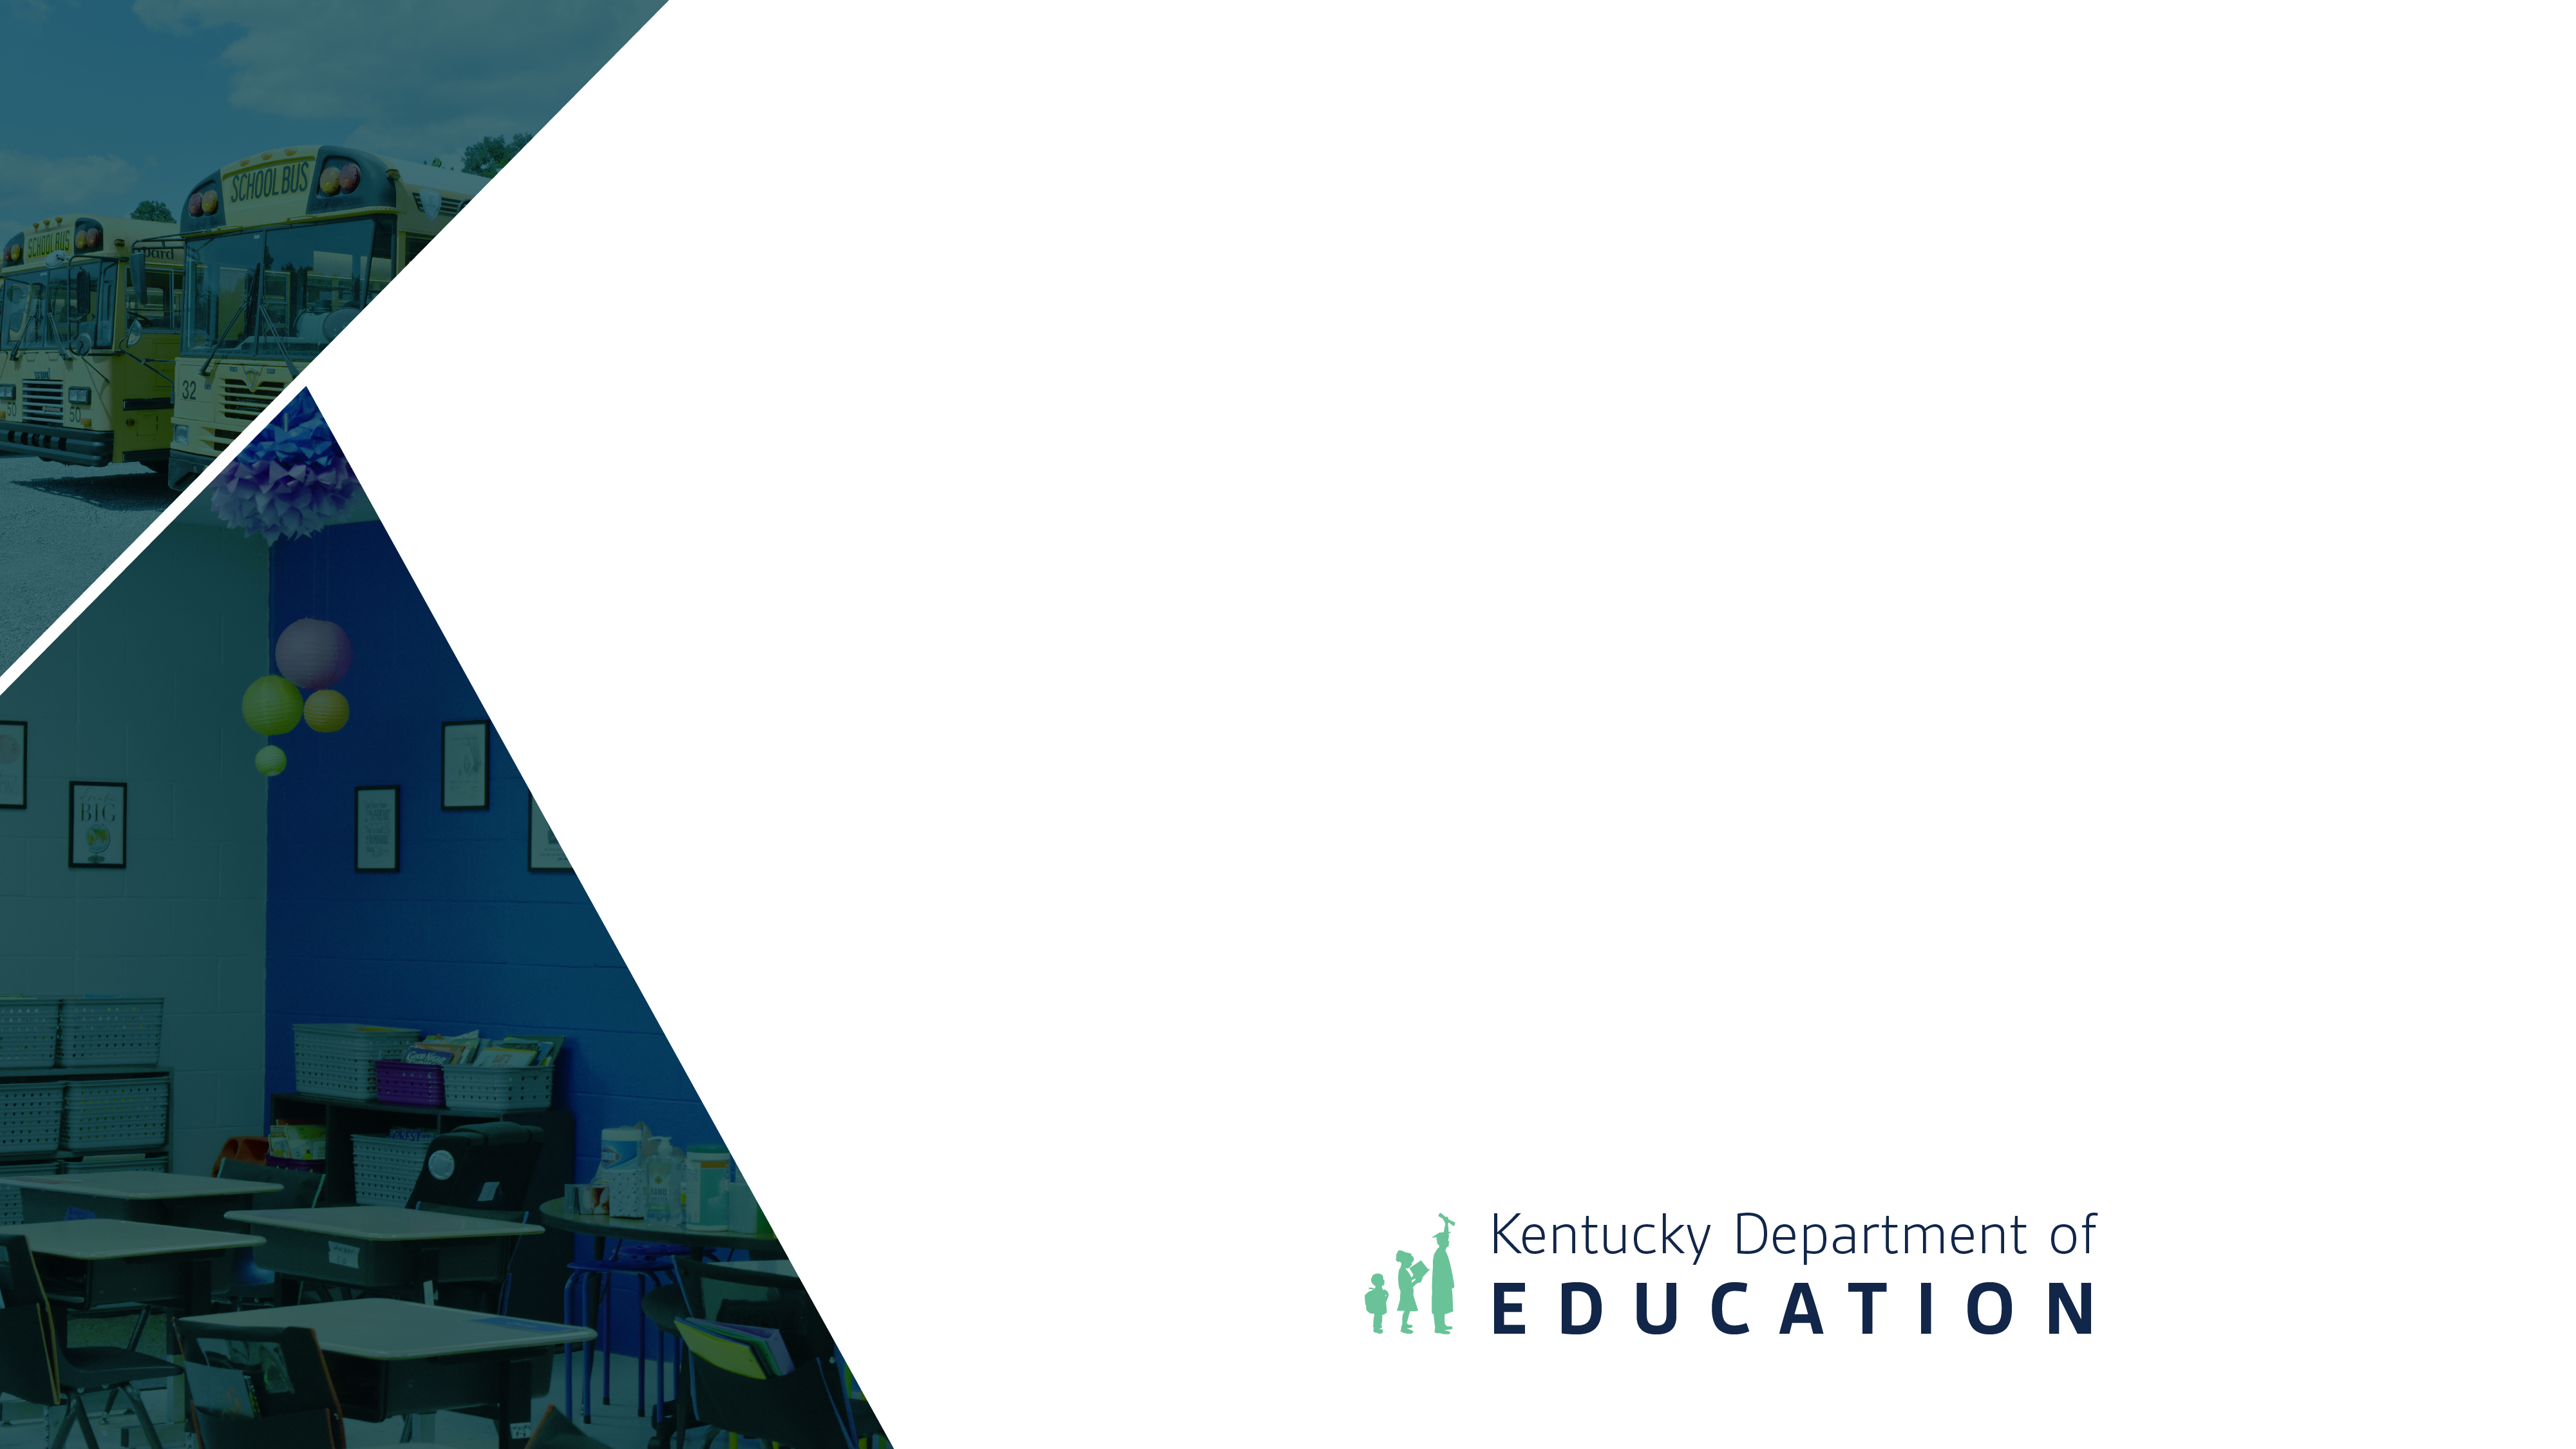 SCHOOL BUS
SCHOOL BUS
32
50
50
BIG
Kentucky Department of
EDUCATION